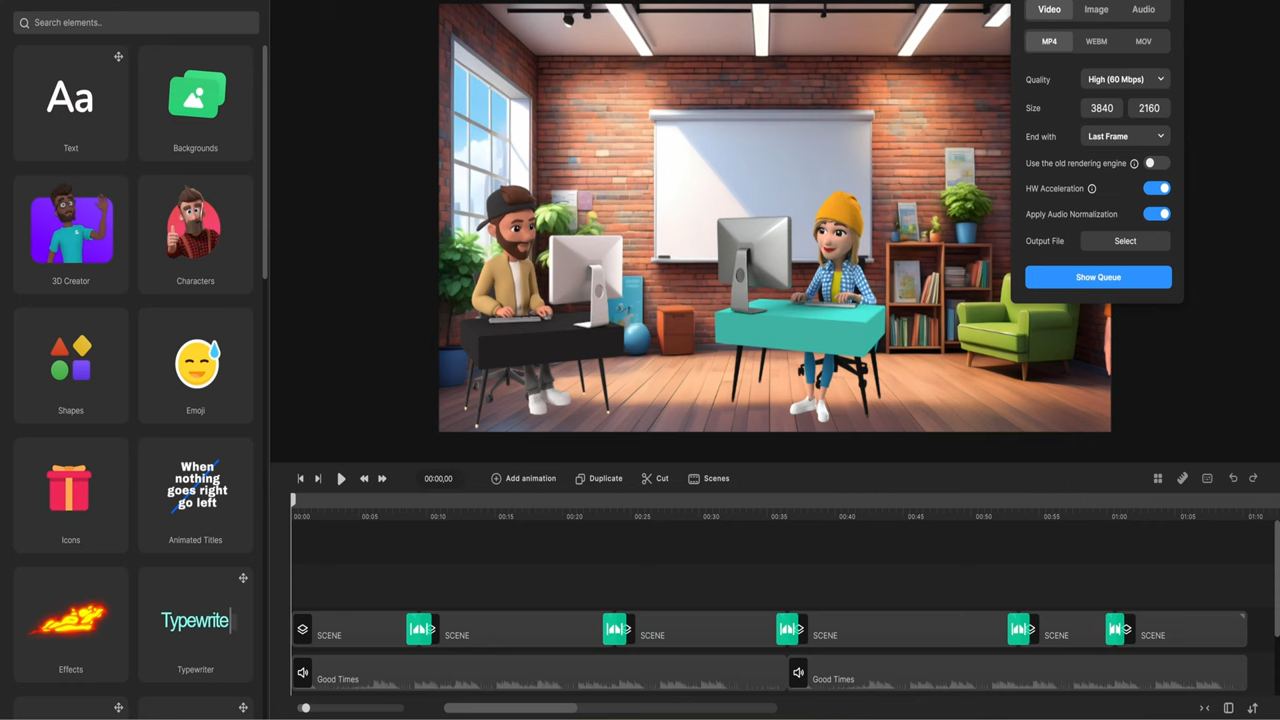 Search elements..
Aa
Text
Backgrounds
3D Creator
Characters
Shapes
Emoji
Icons
When
nothing
goes right
go left
Animated Titles
Effects
Typewrite
Typewriter
Video Image Audio
MP4 WEBM MOV
Quality High (60 Mbps)
Size 3840 2160
End with Last Frame
Use the old rendering engine
HW Acceleration
Apply Audio Normalization
Output File Select
Show Queue
00:00,00 Add animation Duplicate Cut Scenes
00:00 00:05 00:10 00:15 00:20 00:25 00:30 00:35 00:40 00:45 00:50 00:55 01:00 01:05 01:10
SCENE SCENE SCENE SCENE SCENE SCENE
Good Times Good Times